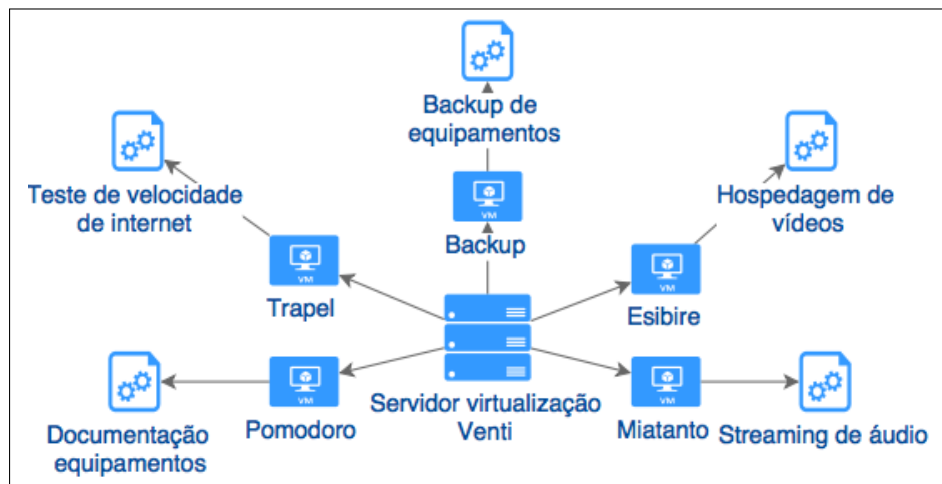 Backup de
equipamentos
VM
Backup
Teste de velocidade
de internet
VM
Trapel
Hospedagem de
vídeos
VM
Esibire
Documentação
equipamentos
VM
Pomodoro
Servidor virtualização
Venti
VM
Miatanto
Streaming de áudio